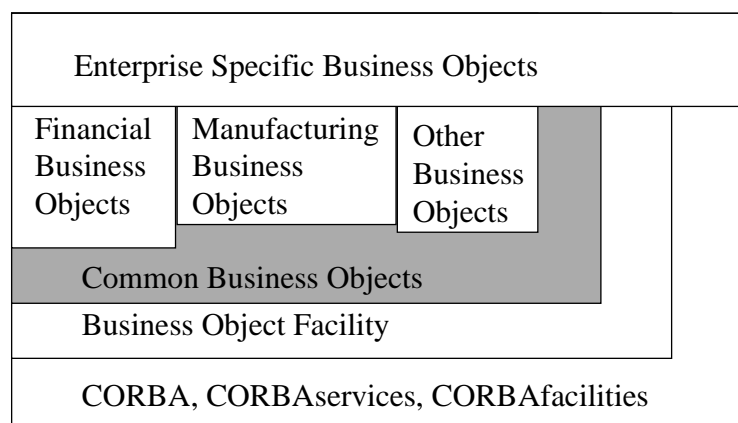 Enterprise Specific Business Objects
Financial
Business
Objects
Manufacturing
Business
Objects
Other
Business
Objects
Common Business Objects
Business Object Facility
CORBA, CORBAservices, CORBAfacilities